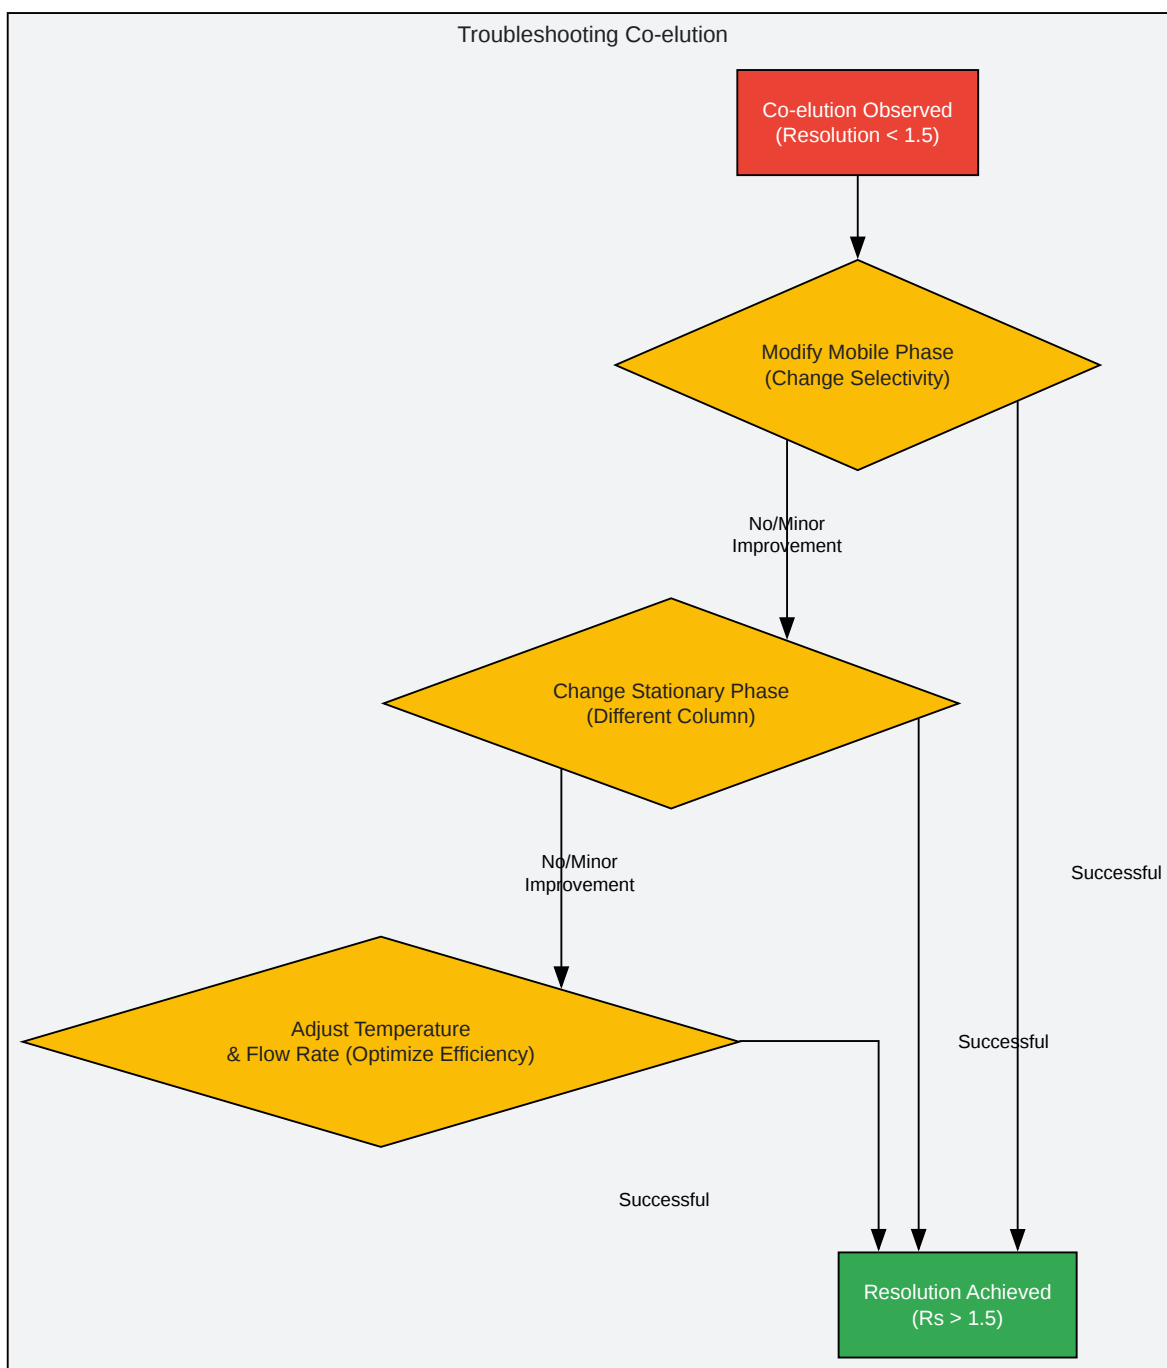 Troubleshooting Co-elution
Co-elution Observed
(Resolution < 1.5)
Modify Mobile Phase
(Change Selectivity)
No/Minor
Improvement
Change Stationary Phase
(Different Column)
No/Minor
Improvement
Successful
Adjust Temperature
& Flow Rate (Optimize Efficiency)
Successful
Successful
Resolution Achieved
(Rs > 1.5)